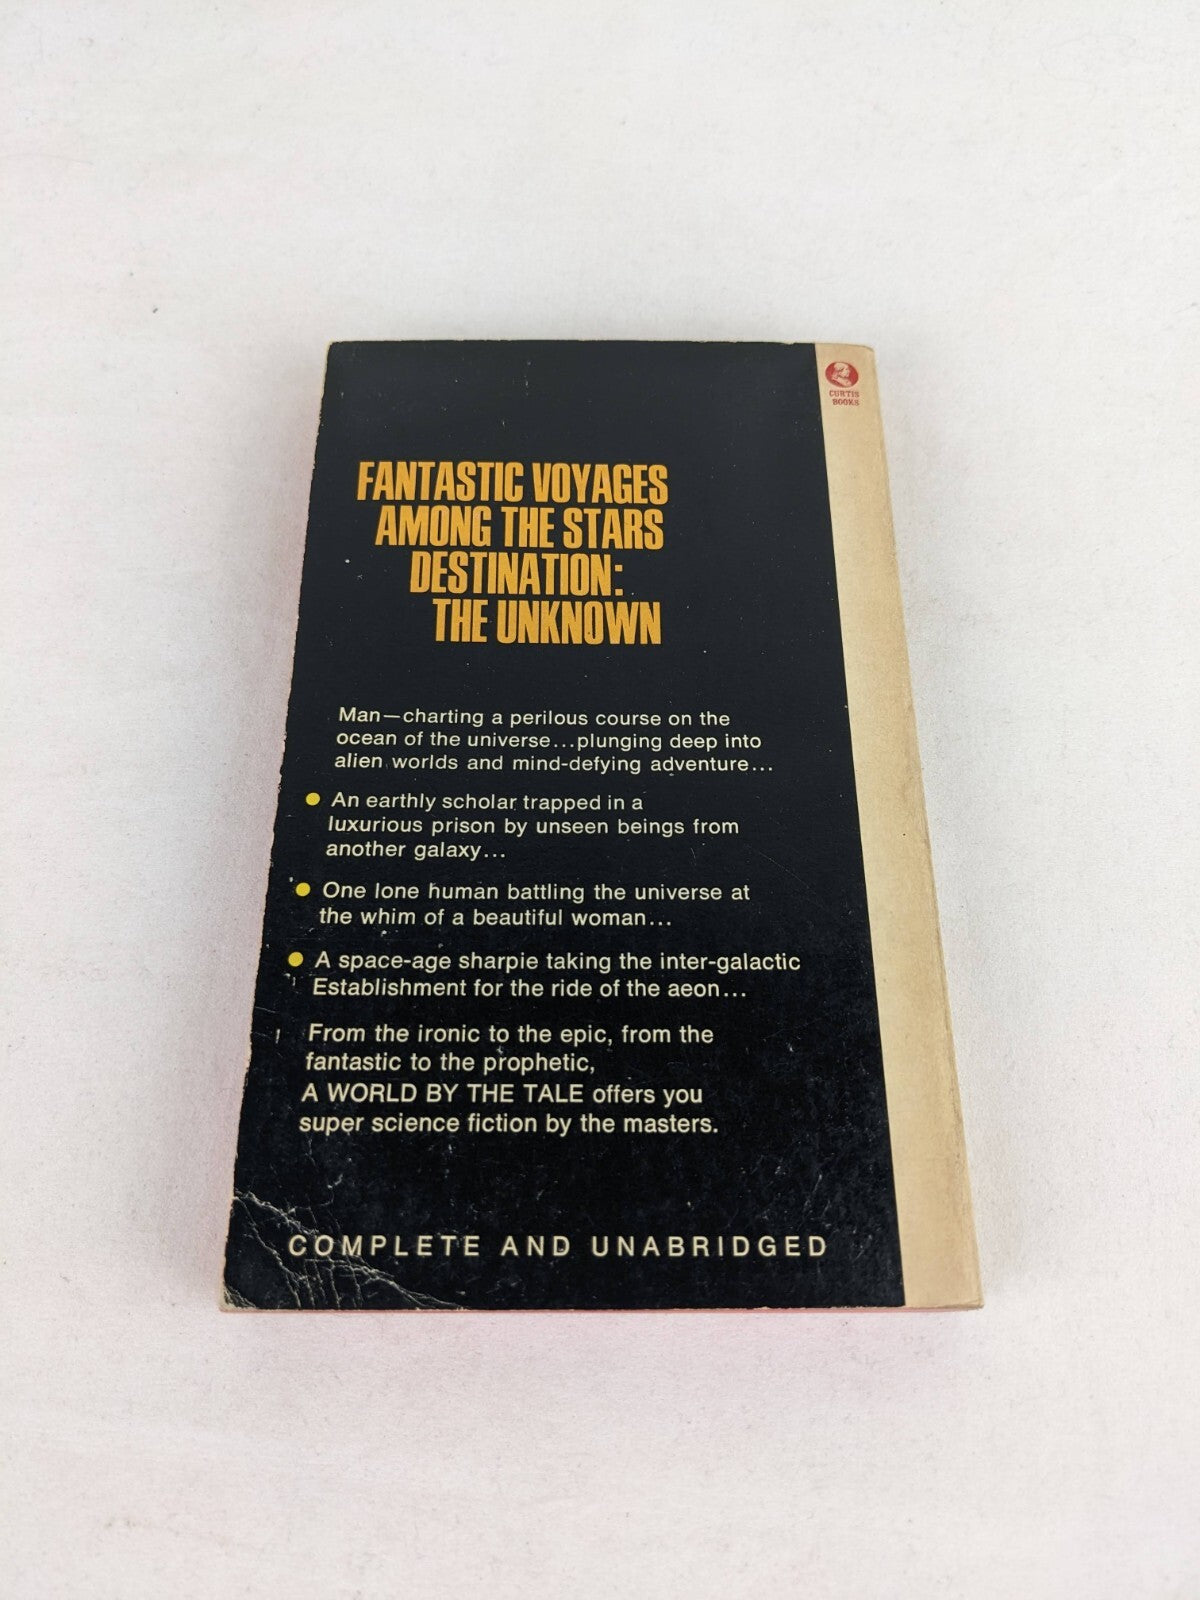 CURTIS
BOOKS
FANTASTIC VOYAGES
AMONG THE STARS
DESTINATION:
THE UNKNOWN
Man—charting a perilous course on the
ocean of the universe...plunging deep into
alien worlds and mind-defying adventure...
● An earthly scholar trapped in a
luxurious prison by unseen beings from
another galaxy...
● One lone human battling the universe at
the whim of a beautiful woman...
● A space-age sharpie taking the inter-galactic
Establishment for the ride of the aeon...
From the ironic to the epic, from the
fantastic to the prophetic,
A WORLD BY THE TALE offers you
super science fiction by the masters.
COMPLETE AND UNABRIDGED